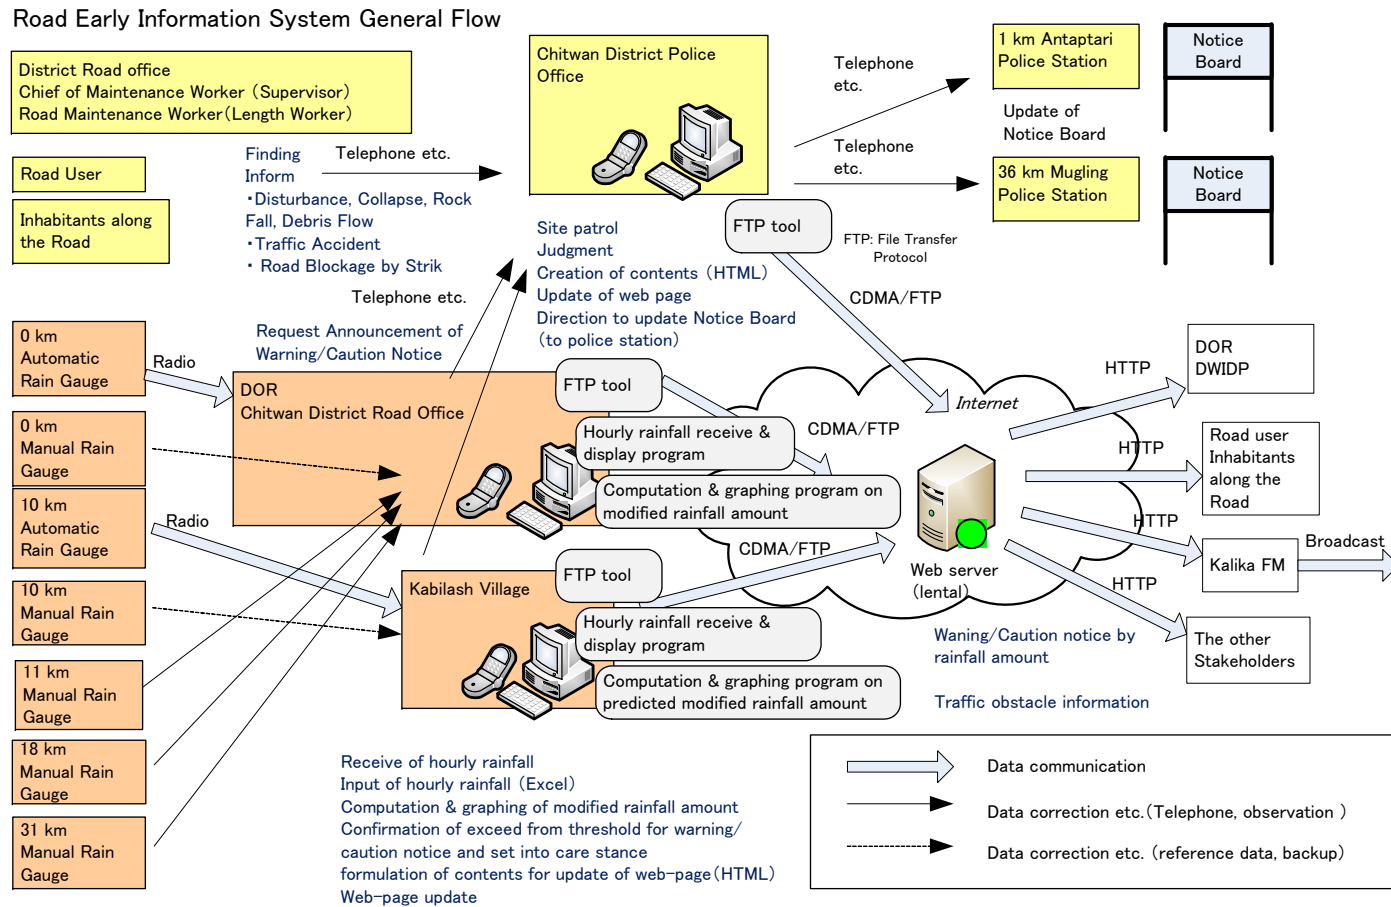 Road Early Information System General Flow
District Road office
Chief of Maintenance Worker (Supervisor)
Road Maintenance Worker(Length Worker)
Road User
Inhabitants along
the Road
Finding
Inform
・Disturbance, Collapse, Rock
Fall, Debris Flow
・Traffic Accident
・ Road Blockage by Strik
Telephone etc.
Chitwan District Police
Office
Telephone
etc.
Telephone
etc.
1 km Antaptari
Police Station
Update of
Notice Board
36 km Mugling
Police Station
Notice
Board
Notice
Board
Site patrol
Judgment
Creation of contents (HTML)
Update of web page
Direction to update Notice Board
(to police station)
FTP tool
FTP: File Transfer
Protocol
CDMA/FTP
Telephone etc.
Request Announcement of
Warning/Caution Notice
0 km
Automatic
Rain Gauge
Radio
0 km
Manual Rain
Gauge
10 km
Automatic
Rain Gauge
Radio
10 km
Manual Rain
Gauge
11 km
Manual Rain
Gauge
18 km
Manual Rain
Gauge
31 km
Manual Rain
Gauge
DOR
Chitwan District Road Office
FTP tool
Hourly rainfall receive &
display program
Computation & graphing program on
modified rainfall amount
CDMA/FTP
Kabilash Village
FTP tool
Hourly rainfall receive &
display program
Computation & graphing program on
predicted modified rainfall amount
CDMA/FTP
Internet
Web server
(lental)
HTTP
DOR
DWIDP
HTTP
Road user
Inhabitants
along the
Road
HTTP
Kalika FM
Broadcast
HTTP
The other
Stakeholders
Waning/Caution notice by
rainfall amount
Traffic obstacle information
Receive of hourly rainfall
Input of hourly rainfall (Excel)
Computation & graphing of modified rainfall amount
Confirmation of exceed from threshold for warning/
caution notice and set into care stance
formulation of contents for update of web-page(HTML)
Web-page update
Data communication
Data correction etc.(Telephone, observation )
Data correction etc. (reference data, backup)